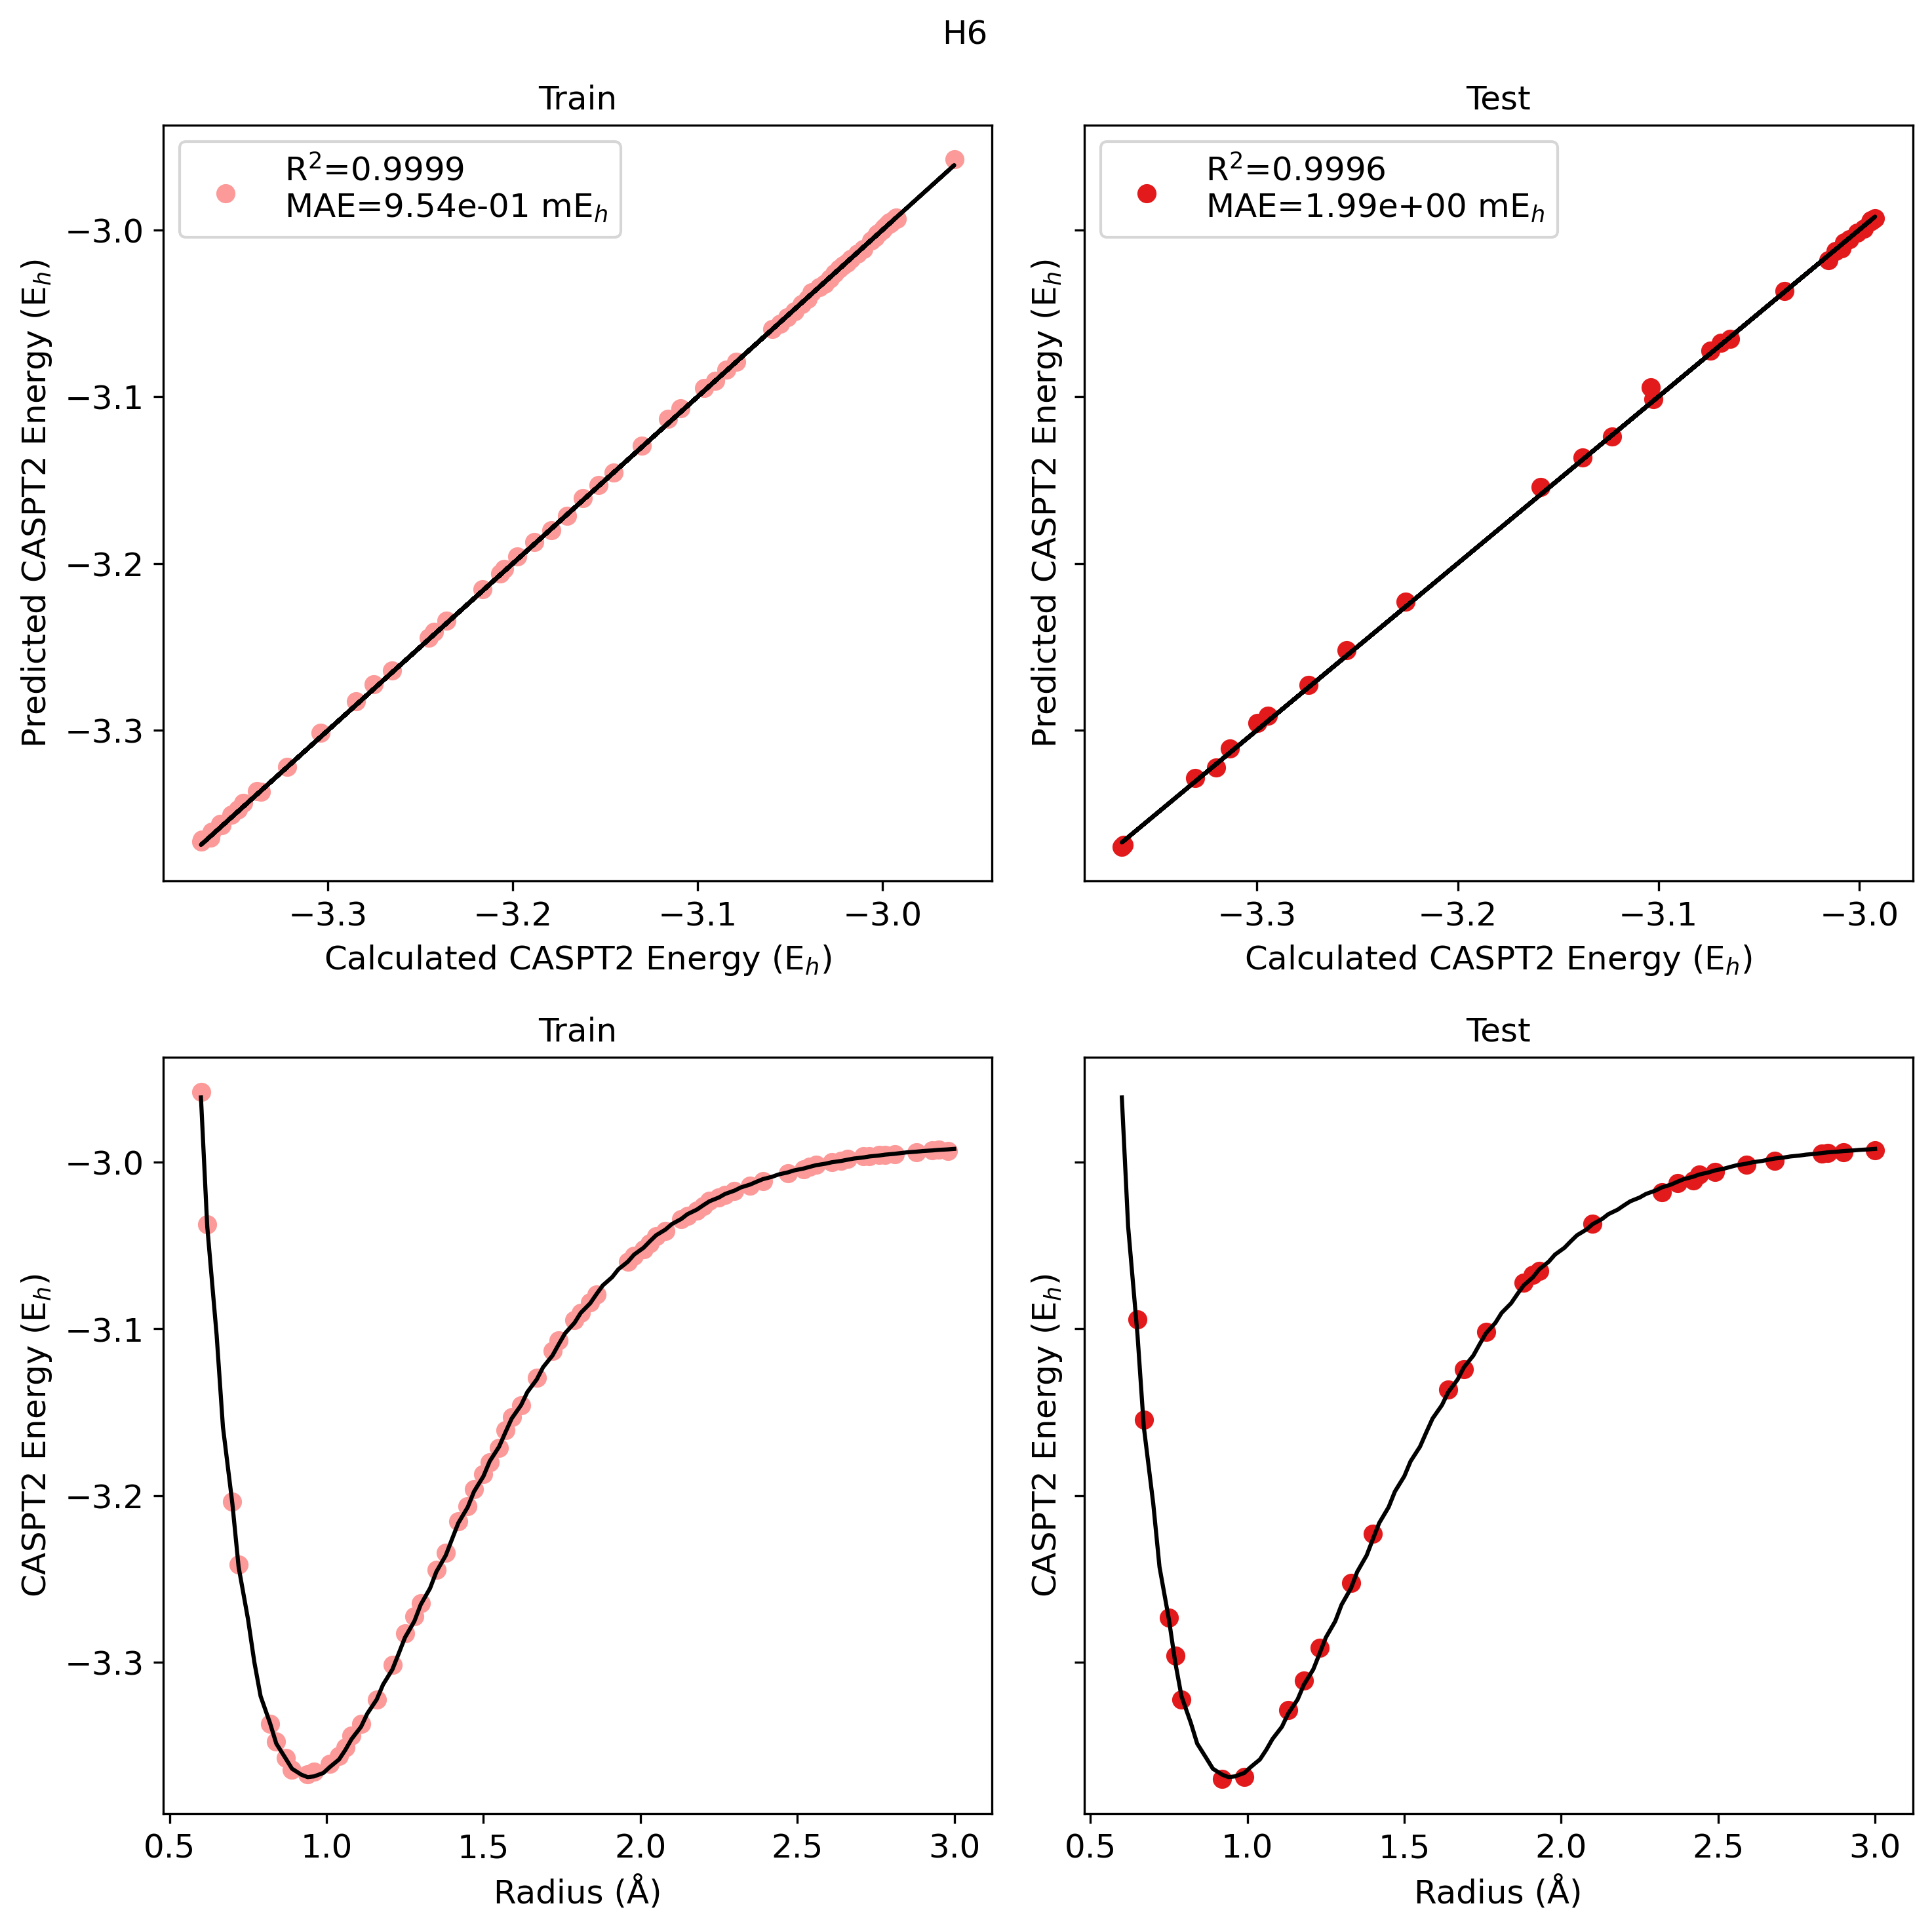 H6
Train
R²=0.9999
MAE=9.54e-01 mEₕ
Predicted CASPT2 Energy (Eₕ)
−3.0
−3.1
−3.2
−3.3
−3.3 −3.2 −3.1 −3.0
Calculated CASPT2 Energy (Eₕ)
Test
R²=0.9996
MAE=1.99e+00 mEₕ
Predicted CASPT2 Energy (Eₕ)
−3.3 −3.2 −3.1 −3.0
Calculated CASPT2 Energy (Eₕ)
Train
CASPT2 Energy (Eₕ)
−3.0
−3.1
−3.2
−3.3
0.5 1.0 1.5 2.0 2.5 3.0
Radius (Å)
Test
CASPT2 Energy (Eₕ)
0.5 1.0 1.5 2.0 2.5 3.0
Radius (Å)